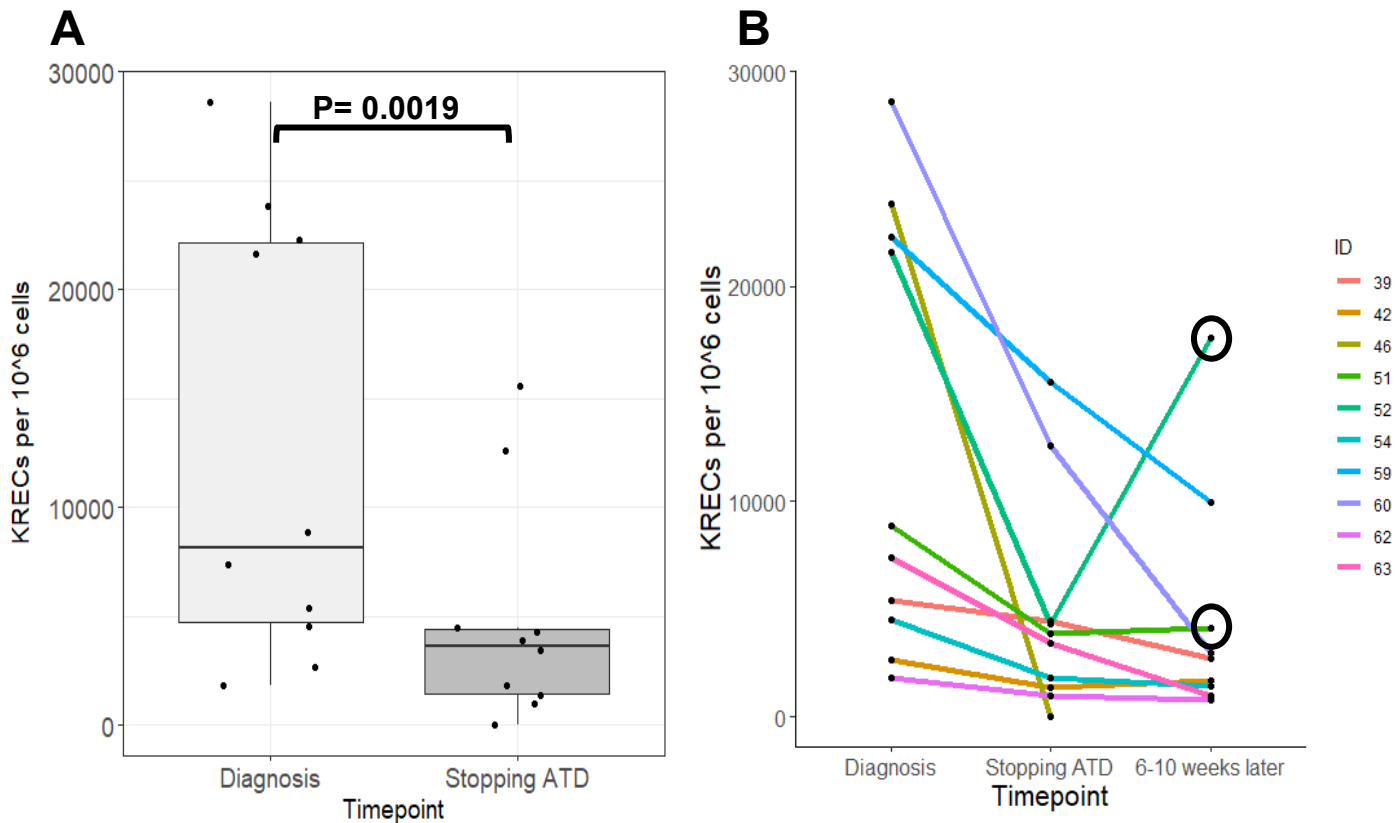 A
KRECs per 10^6 cells
30000
20000
10000
0
P= 0.0019
Diagnosis
Stopping ATD
Timepoint
B
KRECs per 10^6 cells
30000
20000
10000
0
Diagnosis
Stopping ATD
6-10 weeks later
Timepoint
ID
39
42
46
51
52
54
59
60
62
63